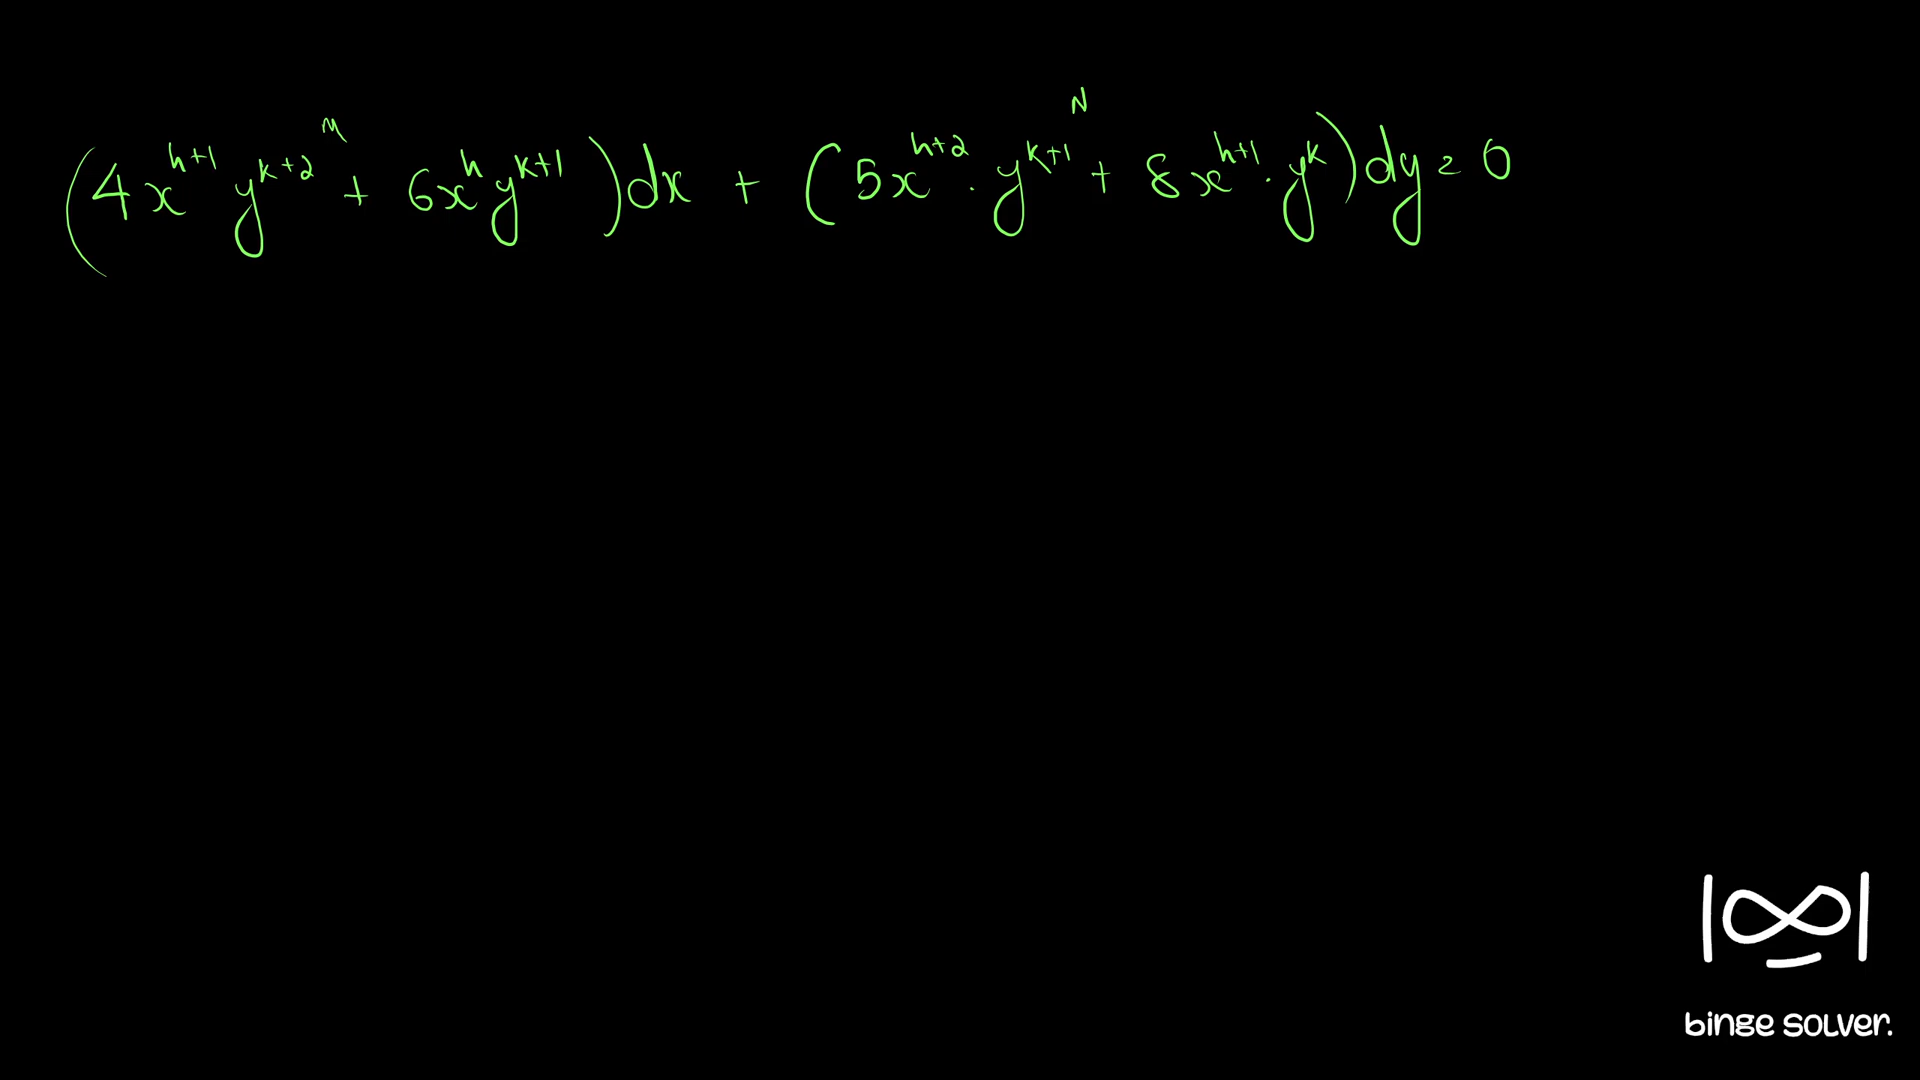 (4x^{h+1} y^{k+2} + 6x^h y^{k+1})dx + (5x^{h+2} · y^{k+1} + 8x^{h+1} · y^k)dy = 0
M
N
binge solver.